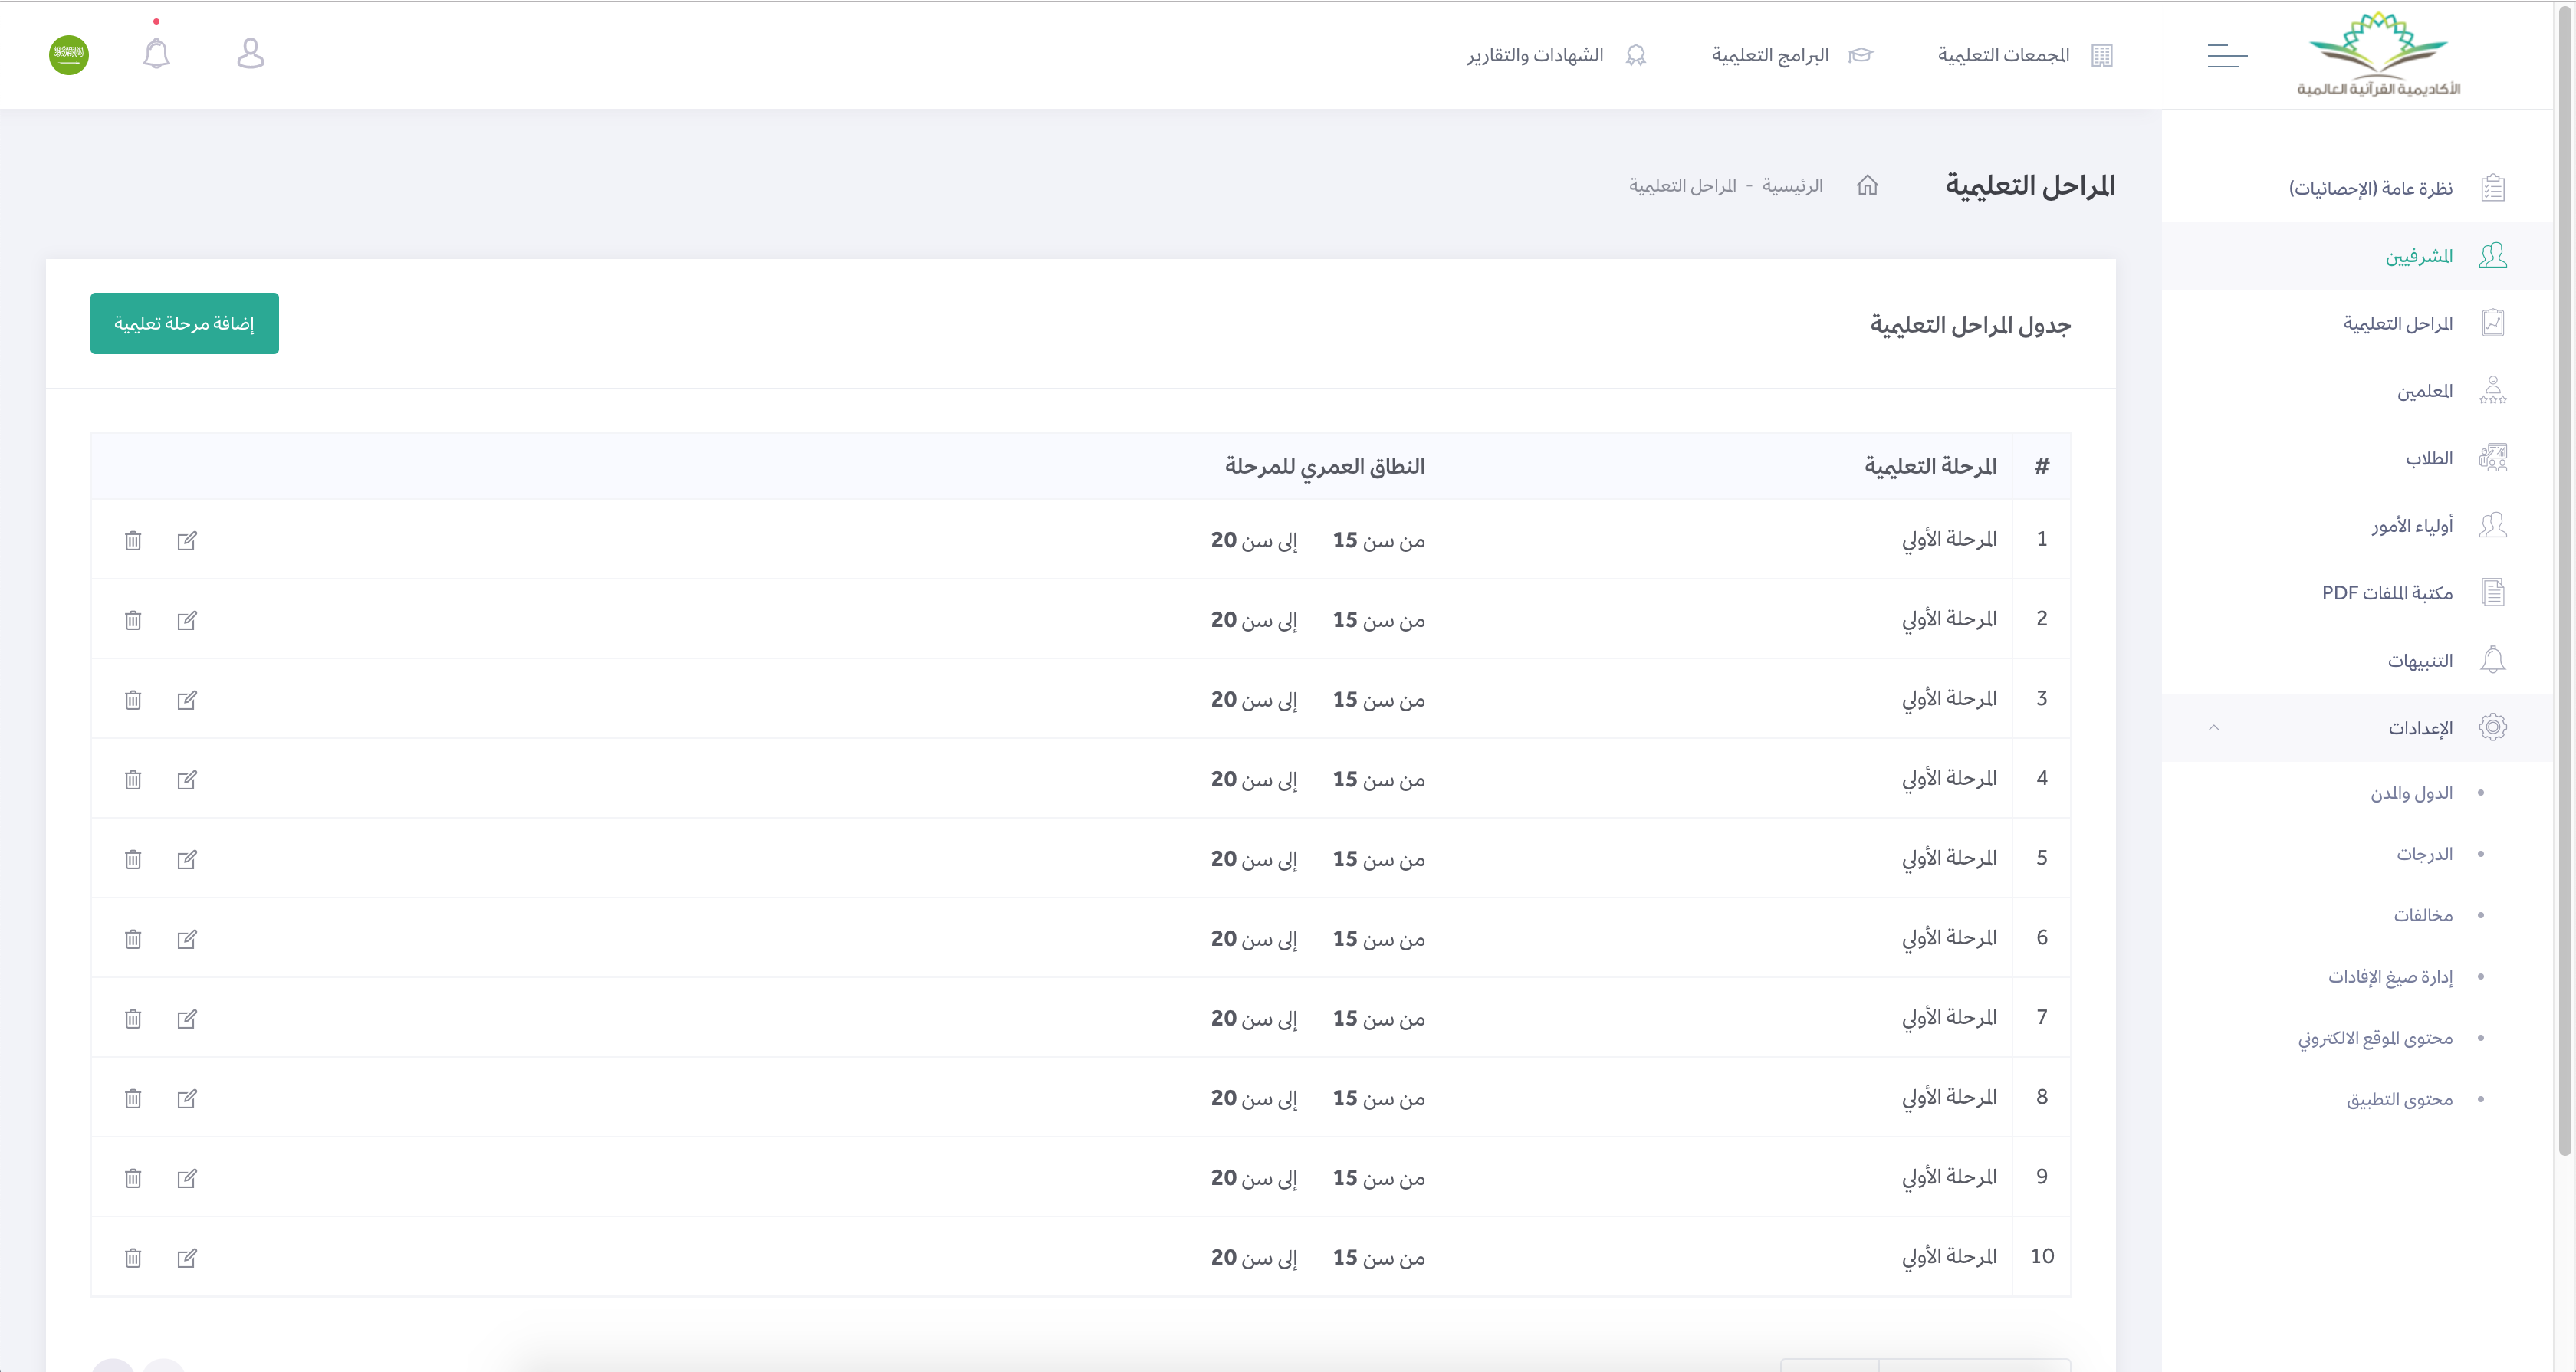 الأكاديمية القرآنية العالمية
المجمعات التعليمية
البرامج التعليمية
الشهادات والتقارير
نظرة عامة (الإحصائيات)
المشرفيين
المراحل التعليمية
المعلمين
الطلاب
أولياء الأمور
مكتبة الملفات PDF
التنبيهات
الإعدادات
الدول والمدن
الدرجات
مخالفات
إدارة صيغ الإفادات
محتوى الموقع الالكتروني
محتوى التطبيق
المراحل التعليمية
الرئيسية - المراحل التعليمية
جدول المراحل التعليمية
إضافة مرحلة تعليمية
# المرحلة التعليمية النطاق العمري للمرحلة
1 المرحلة الأولي من سن 15 إلى سن 20
2 المرحلة الأولي من سن 15 إلى سن 20
3 المرحلة الأولي من سن 15 إلى سن 20
4 المرحلة الأولي من سن 15 إلى سن 20
5 المرحلة الأولي من سن 15 إلى سن 20
6 المرحلة الأولي من سن 15 إلى سن 20
7 المرحلة الأولي من سن 15 إلى سن 20
8 المرحلة الأولي من سن 15 إلى سن 20
9 المرحلة الأولي من سن 15 إلى سن 20
10 المرحلة الأولي من سن 15 إلى سن 20